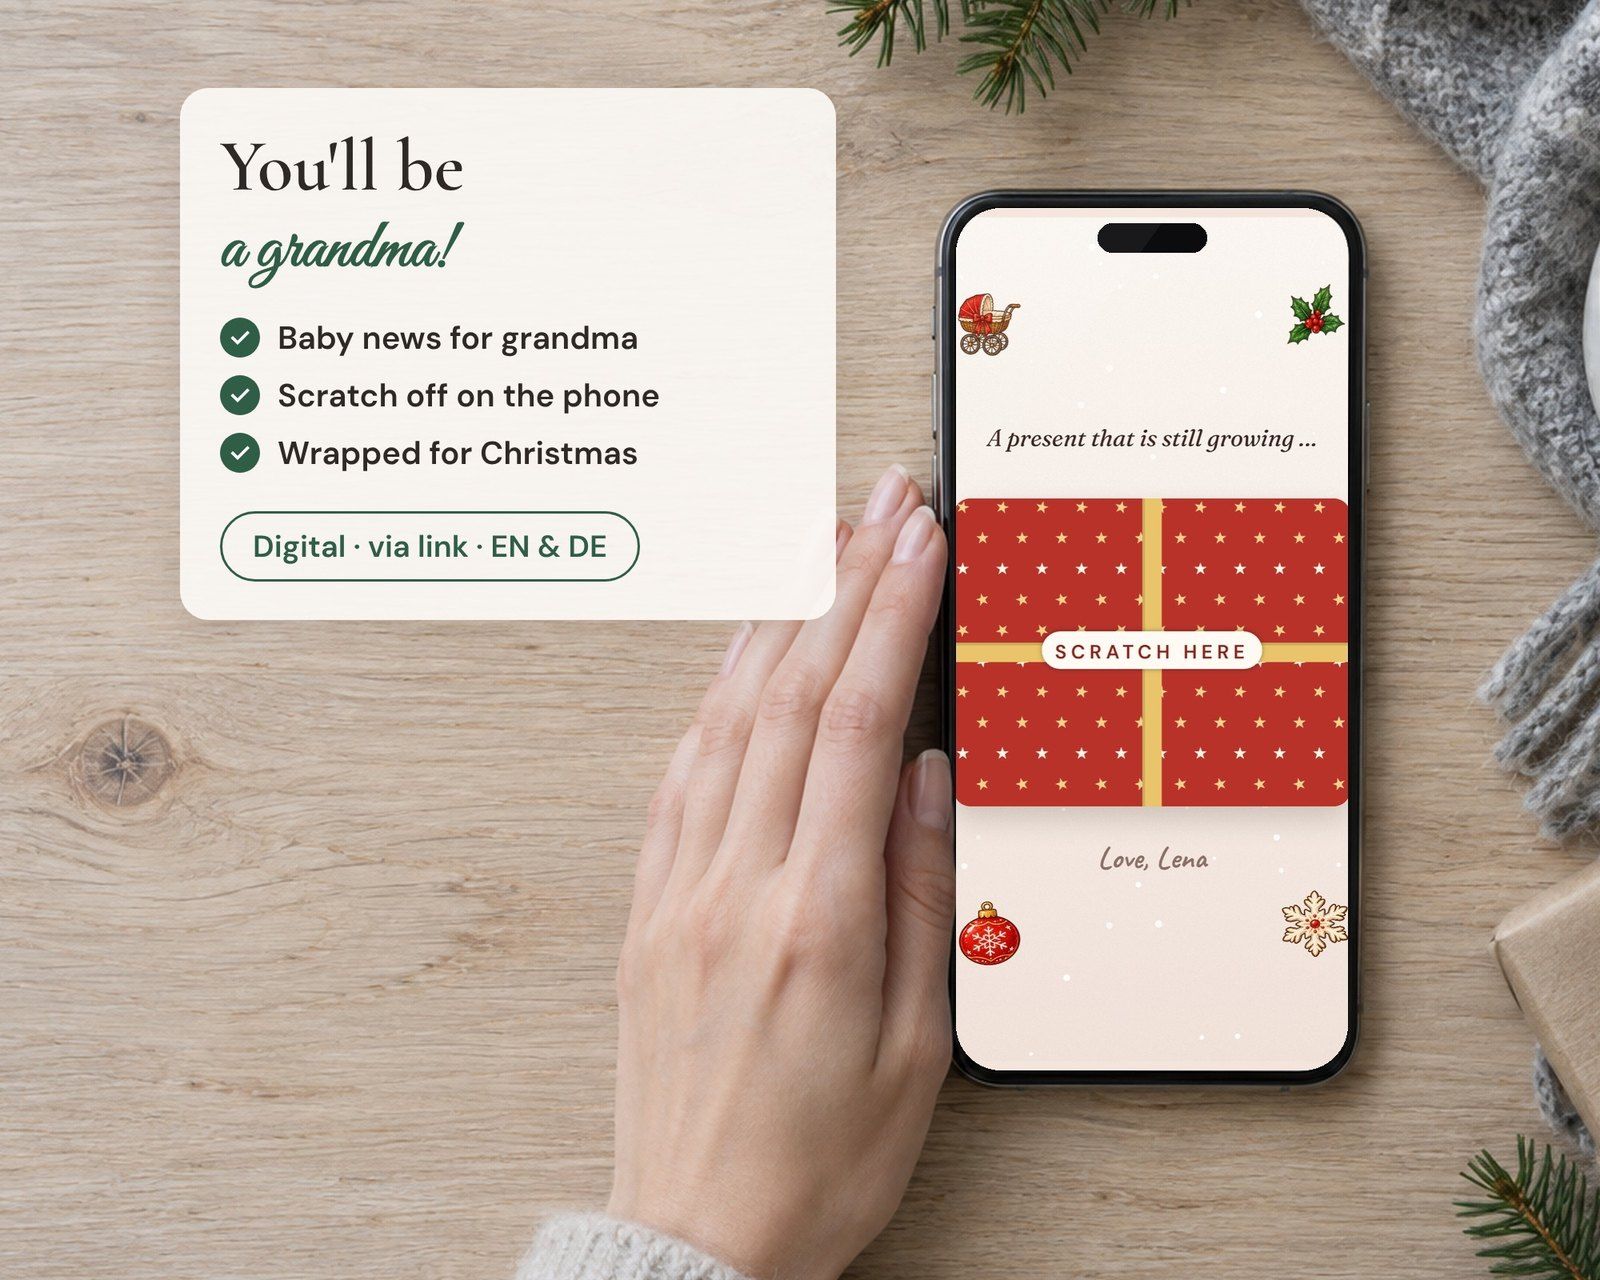 You'll be
a grandma!
Baby news for grandma
Scratch off on the phone
Wrapped for Christmas
Digital · via link · EN & DE
A present that is still growing ...
SCRATCH HERE
Love, Lena